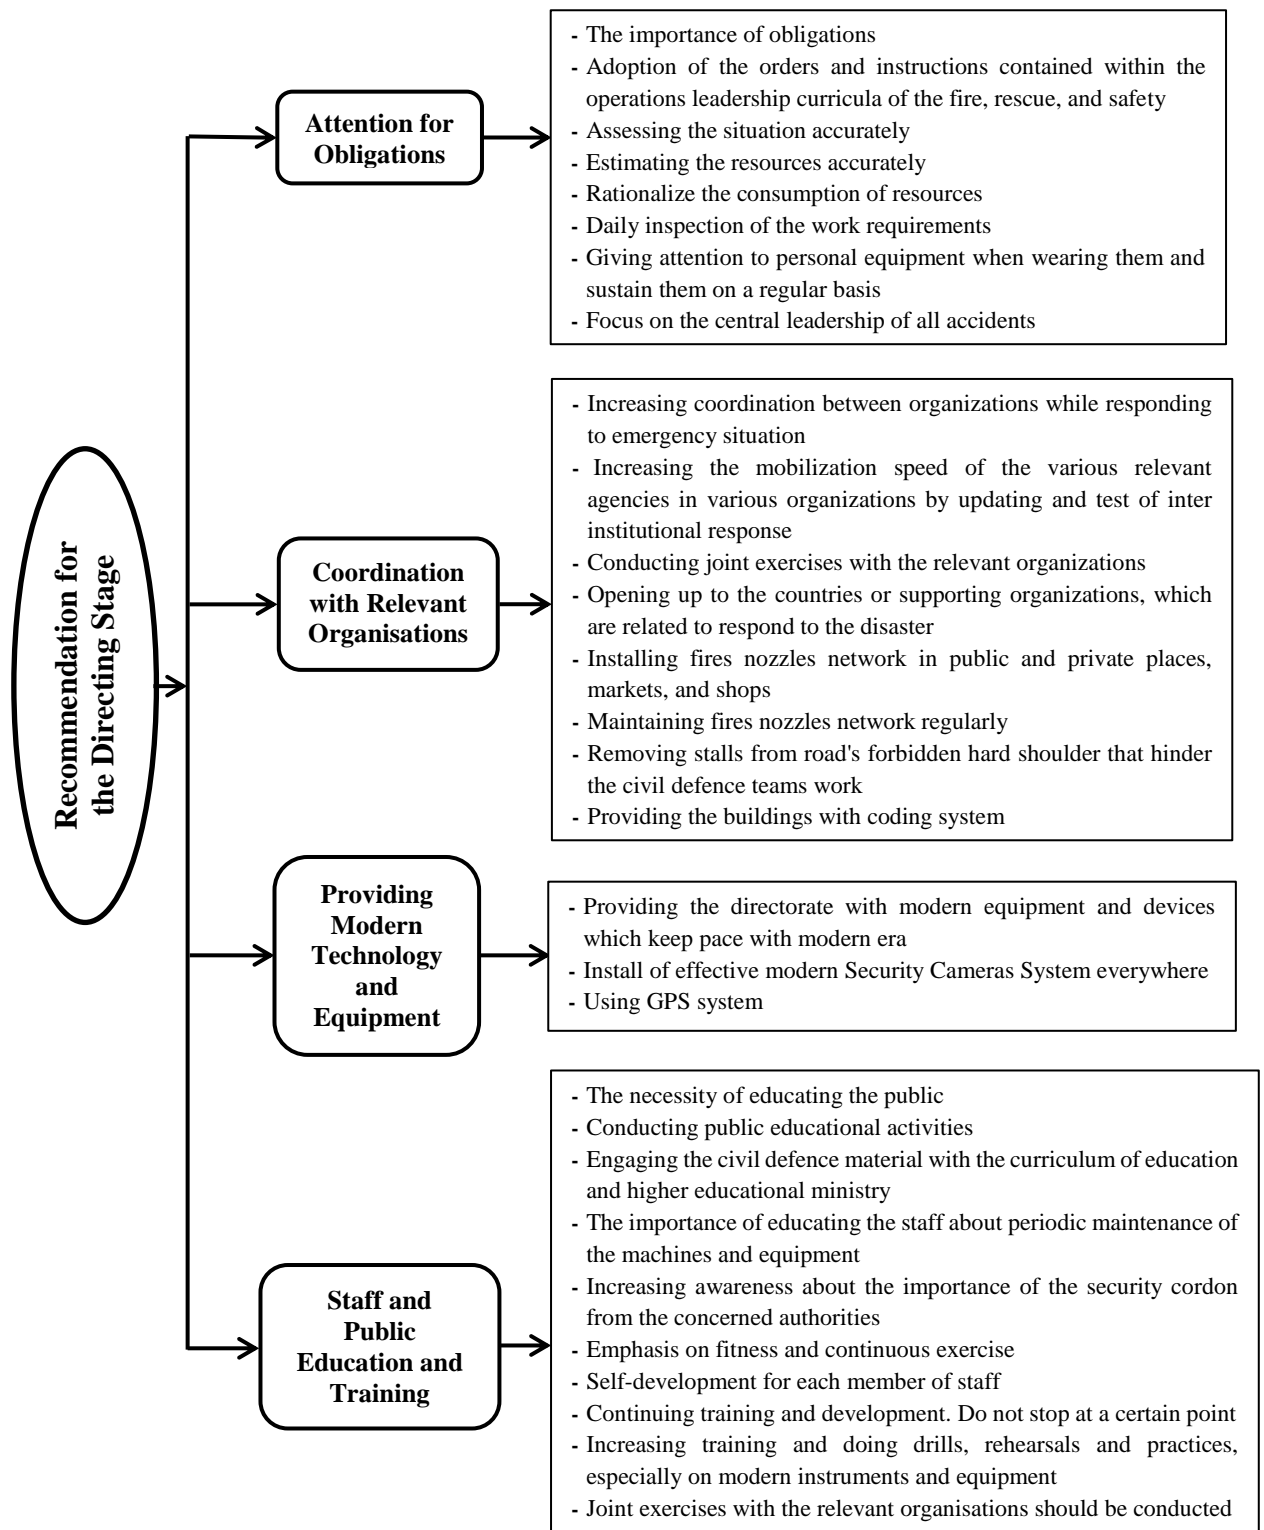 Recommendation for
the Directing Stage
Attention for
Obligations
- The importance of obligations
- Adoption of the orders and instructions contained within the
operations leadership curricula of the fire, rescue, and safety
- Assessing the situation accurately
- Estimating the resources accurately
- Rationalize the consumption of resources
- Daily inspection of the work requirements
- Giving attention to personal equipment when wearing them and
sustain them on a regular basis
- Focus on the central leadership of all accidents
Coordination
with Relevant
Organisations
- Increasing coordination between organizations while responding
to emergency situation
- Increasing the mobilization speed of the various relevant
agencies in various organizations by updating and test of inter
institutional response
- Conducting joint exercises with the relevant organizations
- Opening up to the countries or supporting organizations, which
are related to respond to the disaster
- Installing fires nozzles network in public and private places,
markets, and shops
- Maintaining fires nozzles network regularly
- Removing stalls from road's forbidden hard shoulder that hinder
the civil defence teams work
- Providing the buildings with coding system
Providing
Modern
Technology
and
Equipment
- Providing the directorate with modern equipment and devices
which keep pace with modern era
- Install of effective modern Security Cameras System everywhere
- Using GPS system
Staff and
Public
Education and
Training
- The necessity of educating the public
- Conducting public educational activities
- Engaging the civil defence material with the curriculum of education
and higher educational ministry
- The importance of educating the staff about periodic maintenance of
the machines and equipment
- Increasing awareness about the importance of the security cordon
from the concerned authorities
- Emphasis on fitness and continuous exercise
- Self-development for each member of staff
- Continuing training and development. Do not stop at a certain point
- Increasing training and doing drills, rehearsals and practices,
especially on modern instruments and equipment
- Joint exercises with the relevant organisations should be conducted